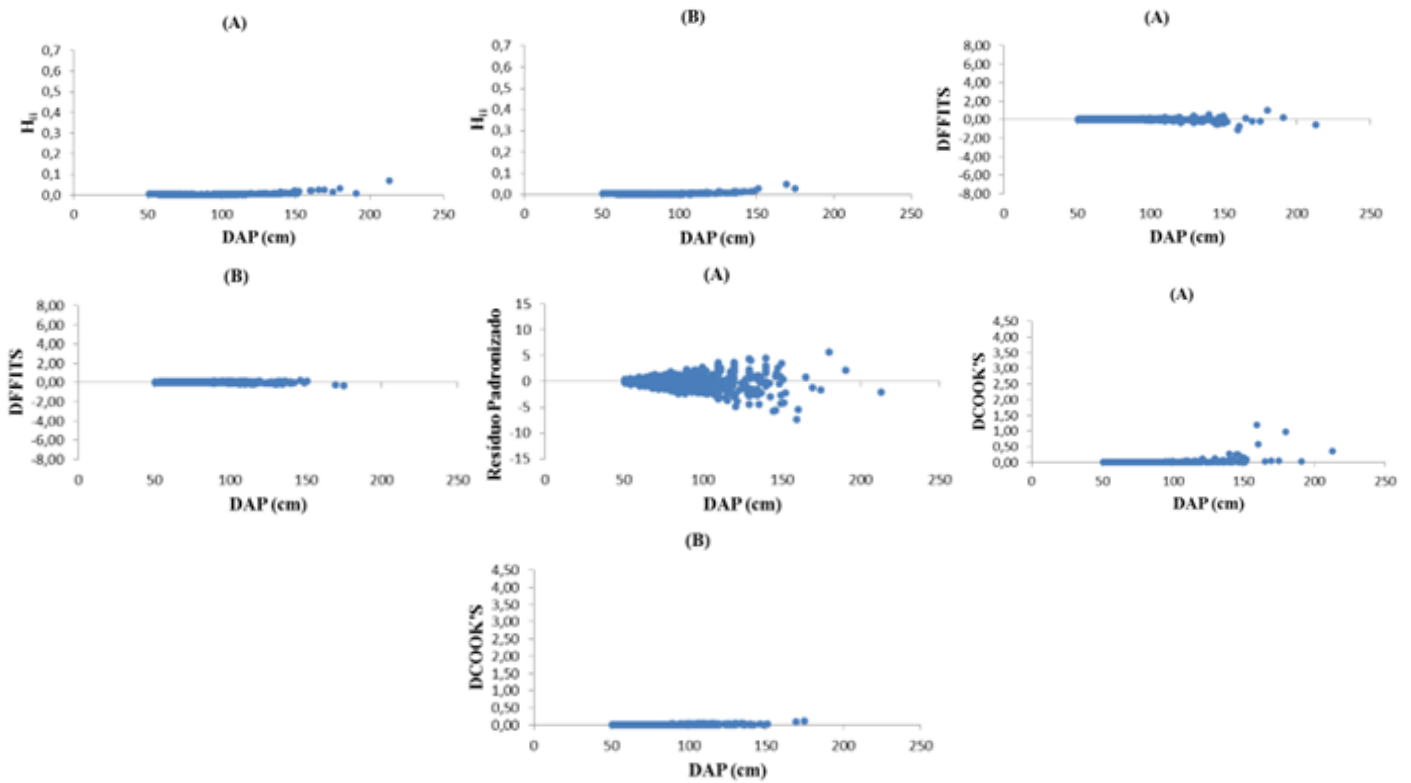 (A)
0,7
0,6
0,5
0,4
0,3
0,2
0,1
0,0
Hii
0 50 100 150 200 250
DAP (cm)
(B)
0,7
0,6
0,5
0,4
0,3
0,2
0,1
0,0
Hii
0 50 100 150 200 250
DAP (cm)
(A)
8,00
6,00
4,00
2,00
0,00
-2,00
-4,00
-6,00
-8,00
DFFITS
0 50 100 150 200 250
DAP (cm)
(B)
8,00
6,00
4,00
2,00
0,00
-2,00
-4,00
-6,00
-8,00
DFFITS
0 50 100 150 200 250
DAP (cm)
(A)
15
10
5
0
-5
-10
-15
Resíduo Padronizado
0 50 100 150 200 250
DAP (cm)
(A)
4,50
4,00
3,50
3,00
2,50
2,00
1,50
1,00
0,50
0,00
DCOOK'S
0 50 100 150 200 250
DAP (cm)
(B)
4,50
4,00
3,50
3,00
2,50
2,00
1,50
1,00
0,50
0,00
DCOOK'S
0 50 100 150 200 250
DAP (cm)